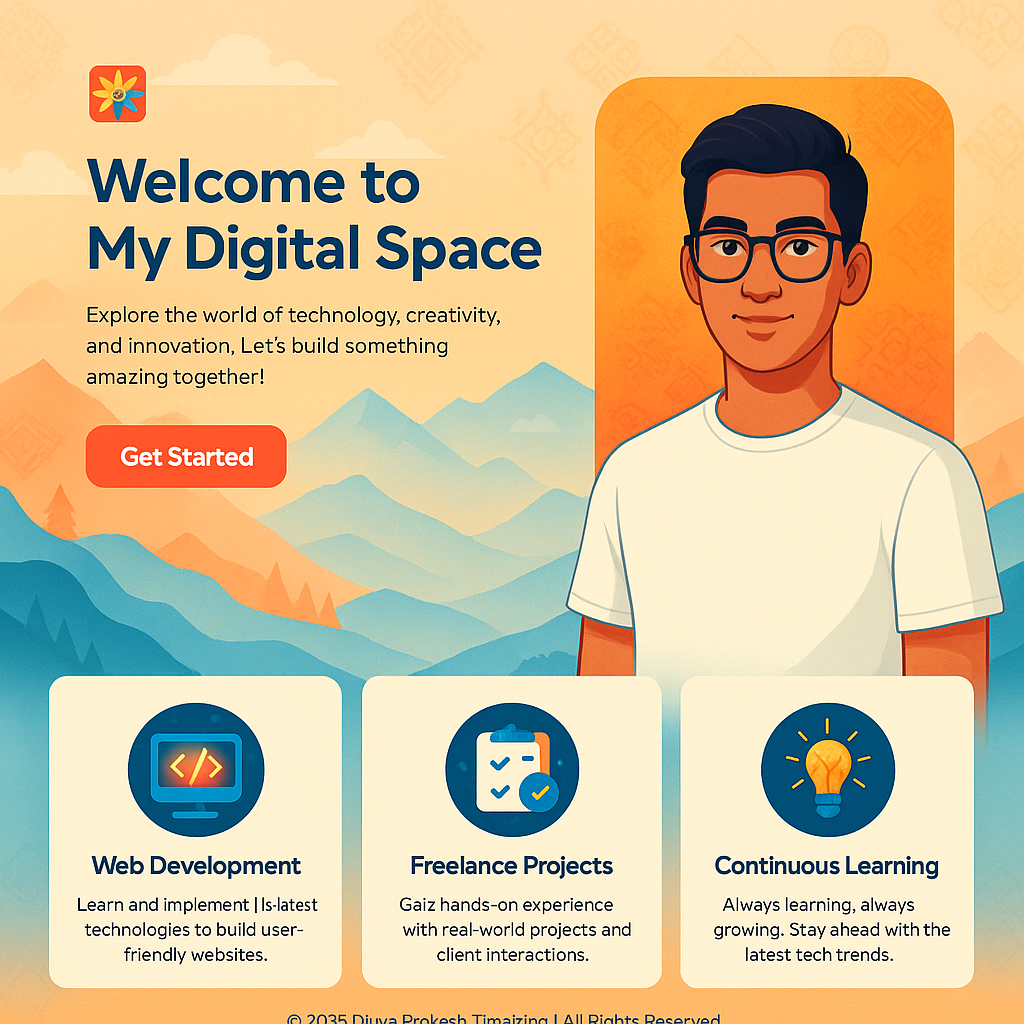 Welcome to
My Digital Space
Explore the world of technology, creativity,
and innovation, Let's build something
amazing together!
Get Started
Web Development
Learn and implement | ls-latest
technologies to build user-
friendly websites.
Freelance Projects
Gaiz hands-on experience
with real-world projects and
client interactions.
Continuous Learning
Always learning, always
growing. Stay ahead with the
latest tech trends.
© 2035 Diuya Prokesh Timaizing | All Rights Reserved